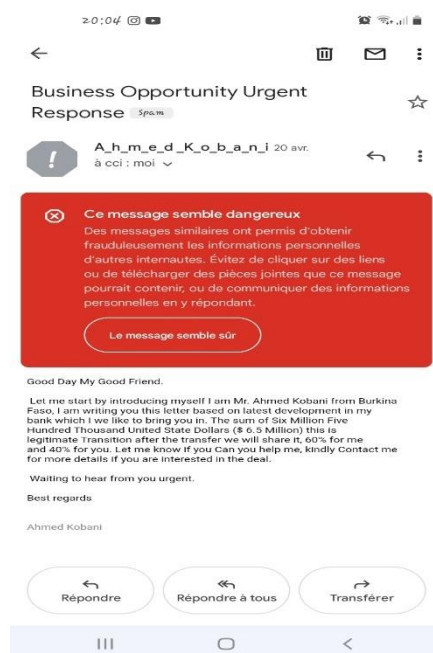 20:04
Business Opportunity Urgent
Response Spam
A_h_m_e_d_K_o_b_a_n_i 20 avr.
à cci : moi
Ce message semble dangereux
Des messages similaires ont permis d'obtenir
frauduleusement les informations personnelles
d'autres internautes. Évitez de cliquer sur des liens
ou de télécharger des pièces jointes que ce message
pourrait contenir, ou de communiquer des informations
personnelles en y répondant.
Le message semble sûr
Good Day My Good Friend.
Let me start by introducing myself I am Mr. Ahmed Kobani from Burkina
Faso, I am writing you this letter based on latest development in my
bank which I we like to bring you in. The sum of Six Million Five
Hundred Thousand United State Dollars ($ 6.5 Million) this is
legitimate Transition after the transfer we will share it, 60% for me
and 40% for you. Let me know If you Can you help me, kindly Contact me
for more details if you are interested in the deal.
Waiting to hear from you urgent.
Best regards
Ahmed Kobani
Répondre Répondre à tous Transférer